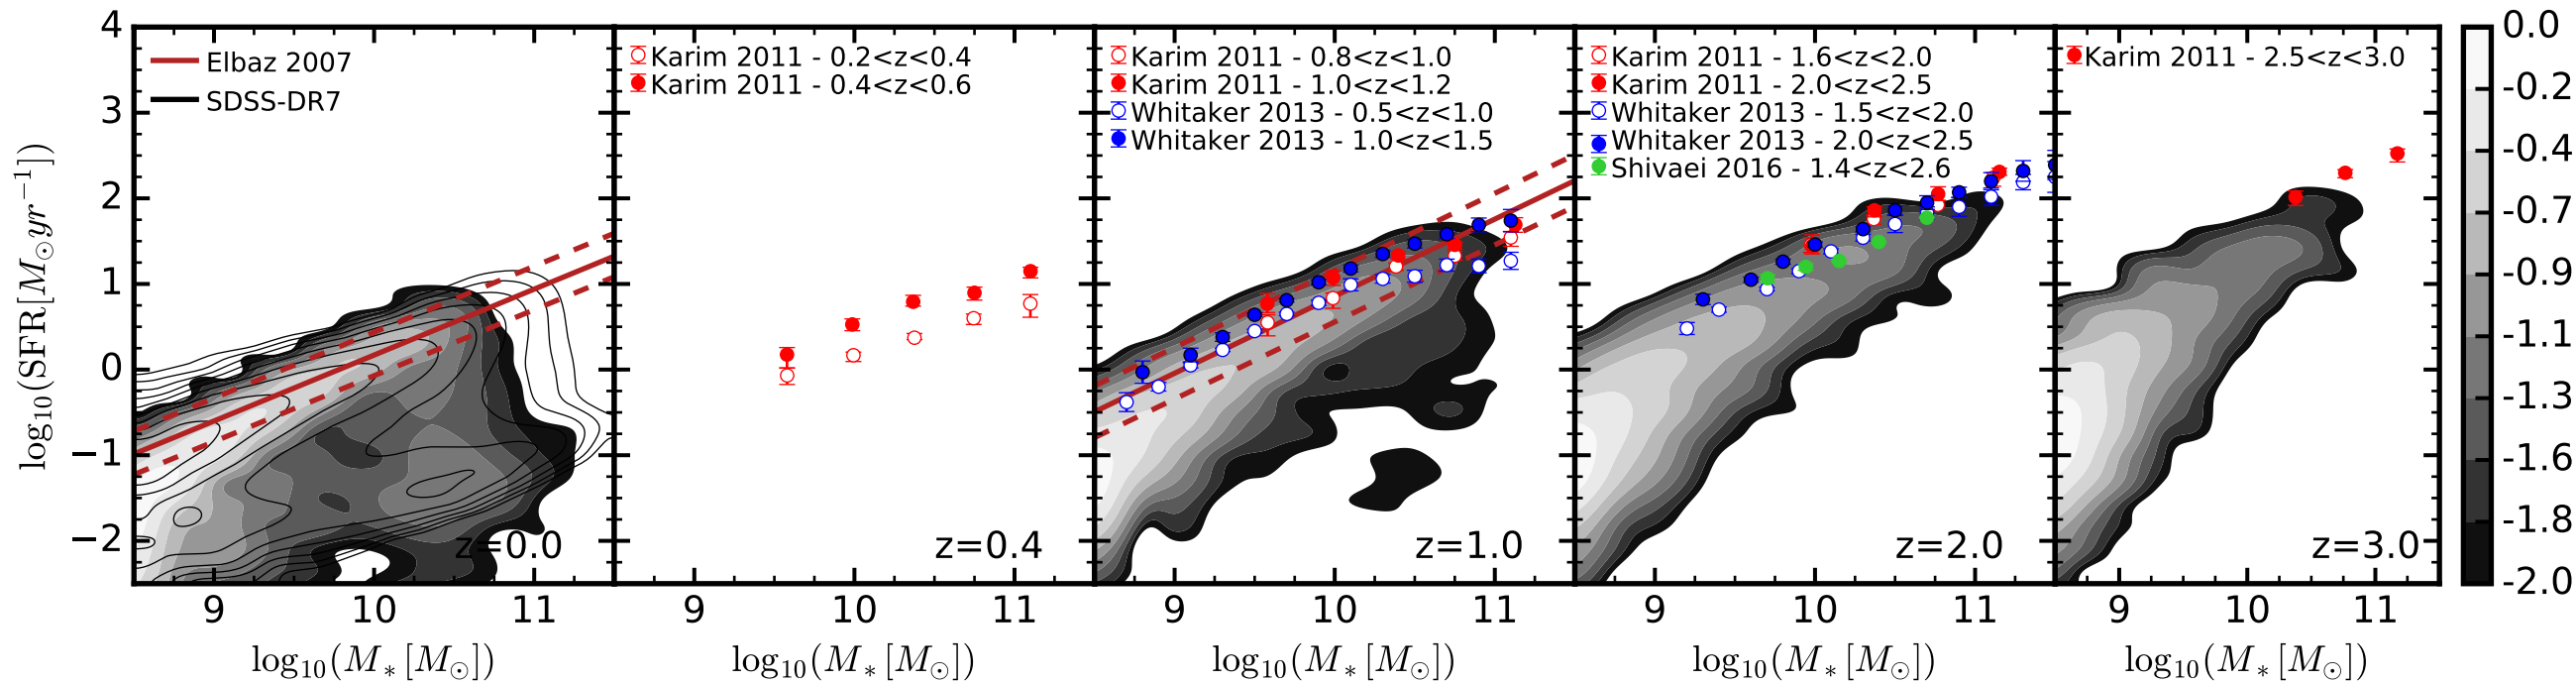 4
3
2
1
0
−1
−2
log₁₀(SFR[M⊙yr⁻¹])
Elbaz 2007
SDSS-DR7
z=0.0
9 10 11
log₁₀(M∗[M⊙])
Karim 2011 - 0.2<z<0.4
Karim 2011 - 0.4<z<0.6
z=0.4
9 10 11
log₁₀(M∗[M⊙])
Karim 2011 - 0.8<z<1.0
Karim 2011 - 1.0<z<1.2
Whitaker 2013 - 0.5<z<1.0
Whitaker 2013 - 1.0<z<1.5
z=1.0
9 10 11
log₁₀(M∗[M⊙])
Karim 2011 - 1.6<z<2.0
Karim 2011 - 2.0<z<2.5
Whitaker 2013 - 1.5<z<2.0
Whitaker 2013 - 2.0<z<2.5
Shivaei 2016 - 1.4<z<2.6
z=2.0
9 10 11
log₁₀(M∗[M⊙])
Karim 2011 - 2.5<z<3.0
z=3.0
9 10 11
log₁₀(M∗[M⊙])
0.0
-0.2
-0.4
-0.7
-0.9
-1.1
-1.3
-1.6
-1.8
-2.0